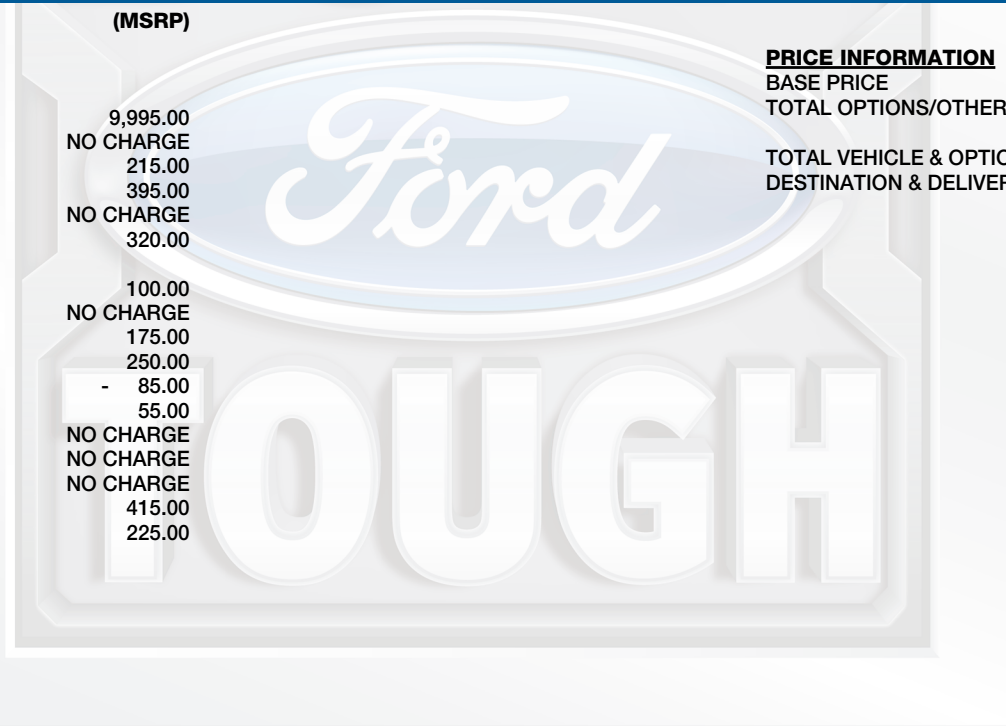 (MSRP)
9,995.00
NO CHARGE
215.00
395.00
NO CHARGE
320.00
100.00
NO CHARGE
175.00
250.00
- 85.00
55.00
NO CHARGE
NO CHARGE
NO CHARGE
415.00
225.00
PRICE INFORMATION
BASE PRICE
TOTAL OPTIONS/OTHER
TOTAL VEHICLE & OPTIO
DESTINATION & DELIVER
Ford
TOUGH